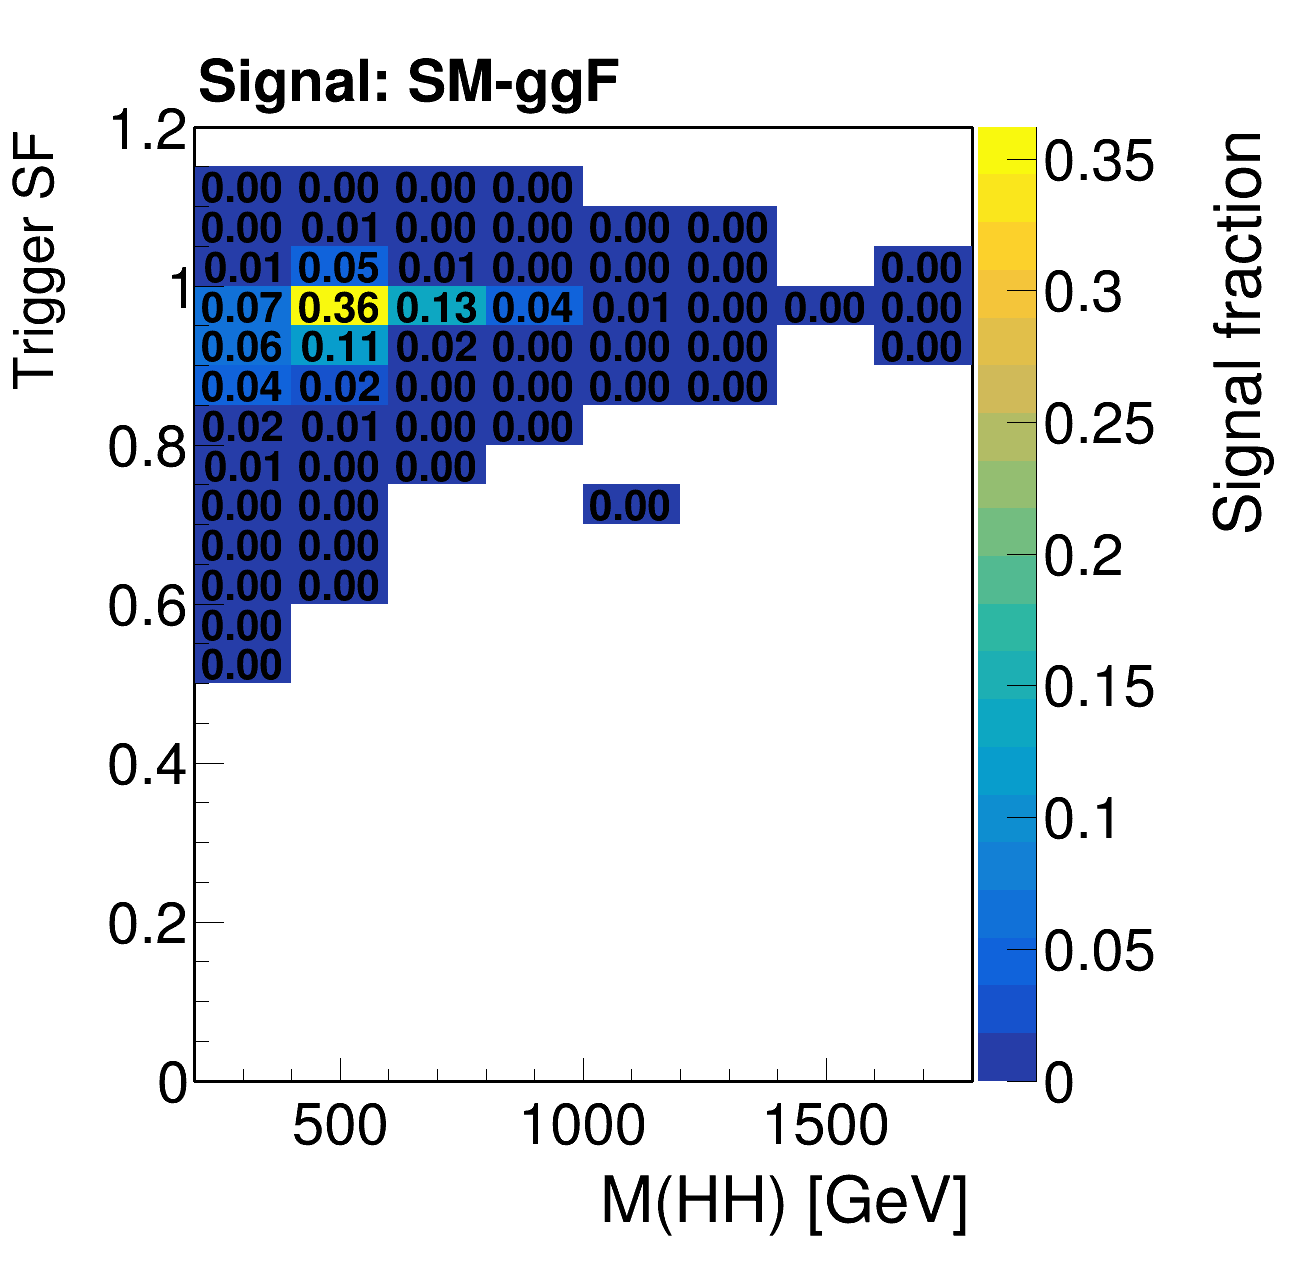 Signal: SM-ggF
Trigger SF
1.2
1
0.8
0.6
0.4
0.2
0
0.00 0.00 0.00 0.00
0.00 0.01 0.00 0.00 0.00 0.00
0.01 0.05 0.01 0.00 0.00 0.00 0.00
0.07 0.36 0.13 0.04 0.01 0.00 0.00 0.00
0.06 0.11 0.02 0.00 0.00 0.00 0.00
0.04 0.02 0.00 0.00 0.00 0.00
0.02 0.01 0.00 0.00
0.01 0.00 0.00
0.00 0.00 0.00
0.00 0.00
0.00 0.00
0.00
0.00
500 1000 1500
M(HH) [GeV]
0.35
0.3
0.25
0.2
0.15
0.1
0.05
0
Signal fraction